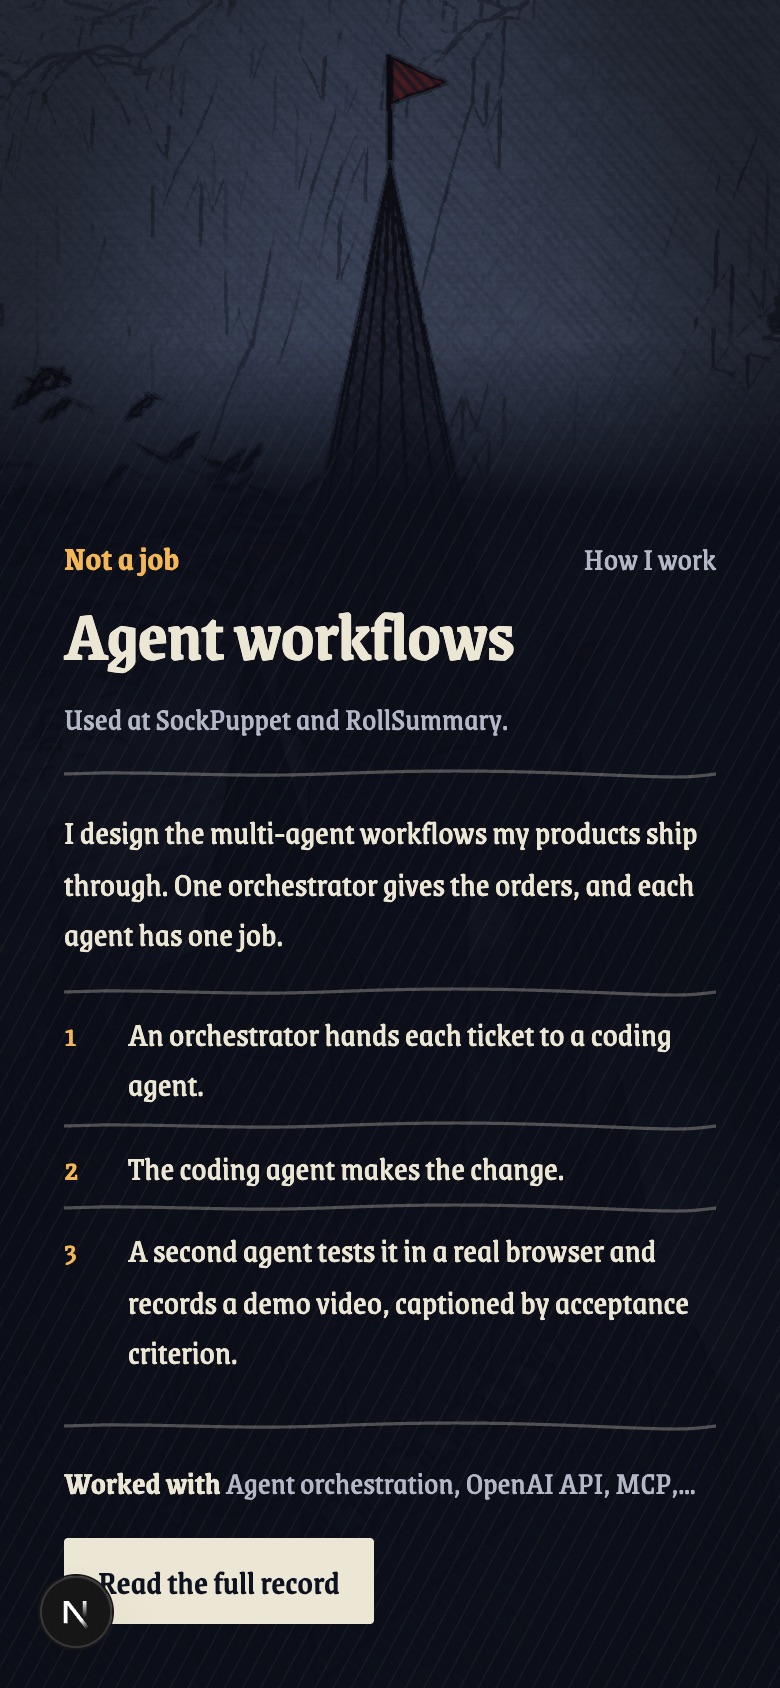 Not a job
How I work
Agent workflows
Used at SockPuppet and RollSummary.
I design the multi-agent workflows my products ship
through. One orchestrator gives the orders, and each
agent has one job.
1 An orchestrator hands each ticket to a coding
agent.
2 The coding agent makes the change.
3 A second agent tests it in a real browser and
records a demo video, captioned by acceptance
criterion.
Worked with Agent orchestration, OpenAI API, MCP,...
Read the full record
N